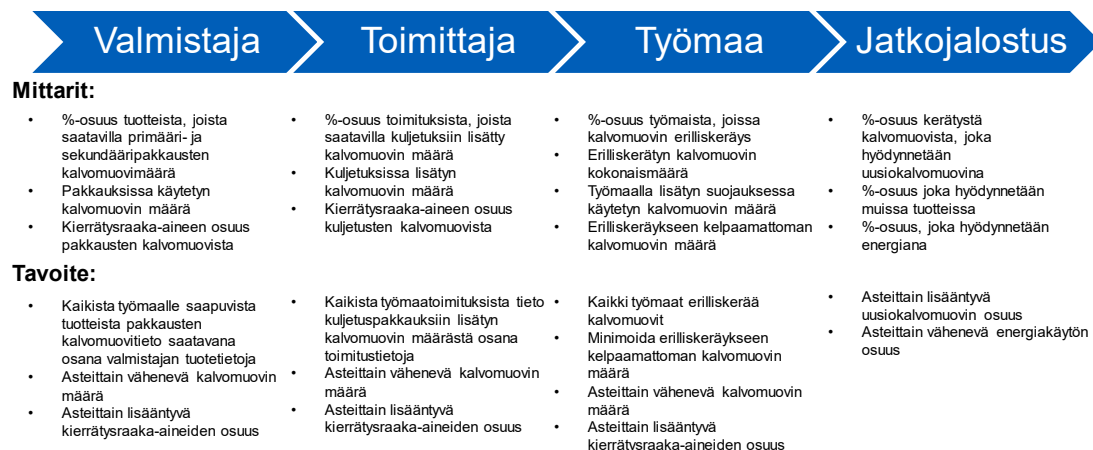 Valmistaja
Toimittaja
Työmaa
Jatkojalostus
Mittarit:
• %-osuus tuotteista, joista
saatavilla primääri- ja
sekundääripakkausten
kalvomuovimäärä
• Pakkauksissa käytetyn
kalvomuovin määrä
• Kierrätysraaka-aineen osuus
pakkausten kalvomuovista
• %-osuus toimituksista, joista
saatavilla kuljetuksiin lisätty
kalvomuovin määrä
• Kuljetuksissa lisätyn
kalvomuovin määrä
• Kierrätysraaka-aineen osuus
kuljetusten kalvomuovista
• %-osuus työmaista, joissa
kalvomuovin erilliskeräys
• Erilliskerätyn kalvomuovin
kokonaismäärä
• Työmaalla lisätyn suojauksessa
käytetyn kalvomuovin määrä
• Erilliskeräykseen kelpaamattoman
kalvomuovin määrä
• %-osuus kerätystä
kalvomuovista, joka
hyödynnetään
uusiokalvomuovina
• %-osuus joka hyödynnetään
muissa tuotteissa
• %-osuus, joka hyödynnetään
energiana
Tavoite:
• Kaikista työmaalle saapuvista
tuotteista pakkausten
kalvomuovitieto saatavana
osana valmistajan tuotetietoja
• Asteittain vähenevä kalvomuovin
määrä
• Asteittain lisääntyvä
kierrätysraaka-aineiden osuus
• Kaikista työmaatoimituksista tieto
kuljetuspakkauksiin lisätyn
kalvomuovin määrästä osana
toimitustietoja
• Asteittain vähenevä kalvomuovin
määrä
• Asteittain lisääntyvä
kierrätysraaka-aineiden osuus
• Kaikki työmaat erilliskerää
kalvomuovit
• Minimoida erilliskeräykseen
kelpaamattoman kalvomuovin
määrä
• Asteittain vähenevä kalvomuovin
määrä
• Asteittain lisääntyvä
kierrätysraaka-aineiden osuus
• Asteittain lisääntyvä
uusiokalvomuovin osuus
• Asteittain vähenevä energiakäytön
osuus